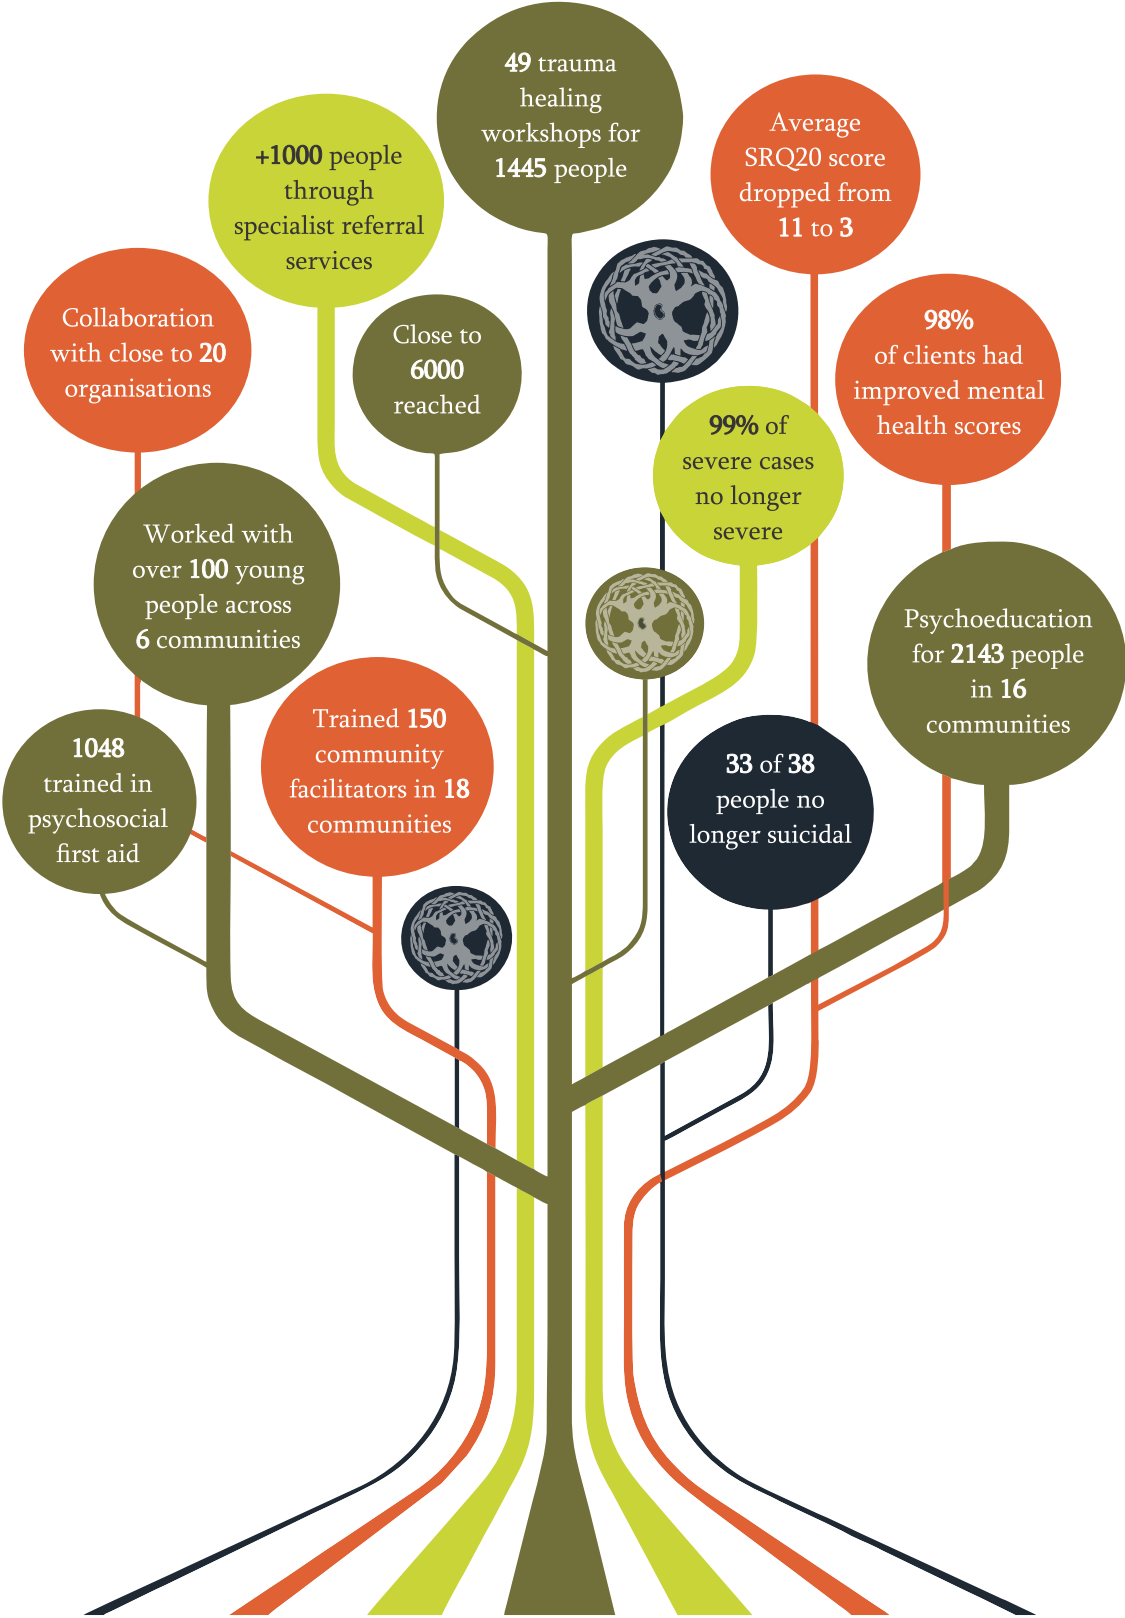 49 trauma
healing
workshops for
1445 people
Average
SRQ20 score
dropped from
11 to 3
+1000 people
through
specialist referral
services
Collaboration
with close to 20
organisations
Close to
6000
reached
98%
of clients had
improved mental
health scores
99% of
severe cases
no longer
severe
Worked with
over 100 young
people across
6 communities
Psychoeducation
for 2143 people
in 16
communities
Trained 150
community
facilitators in 18
communities
1048
trained in
psychosocial
first aid
33 of 38
people no
longer suicidal